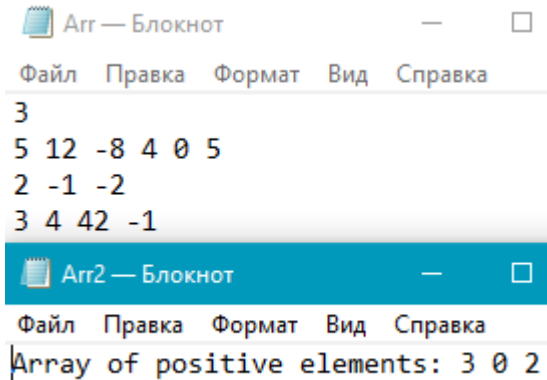 Arr — Блокнот
Файл Правка Формат Вид Справка
3
5 12 -8 4 0 5
2 -1 -2
3 4 42 -1
Arr2 — Блокнот
Файл Правка Формат Вид Справка
Array of positive elements: 3 0 2